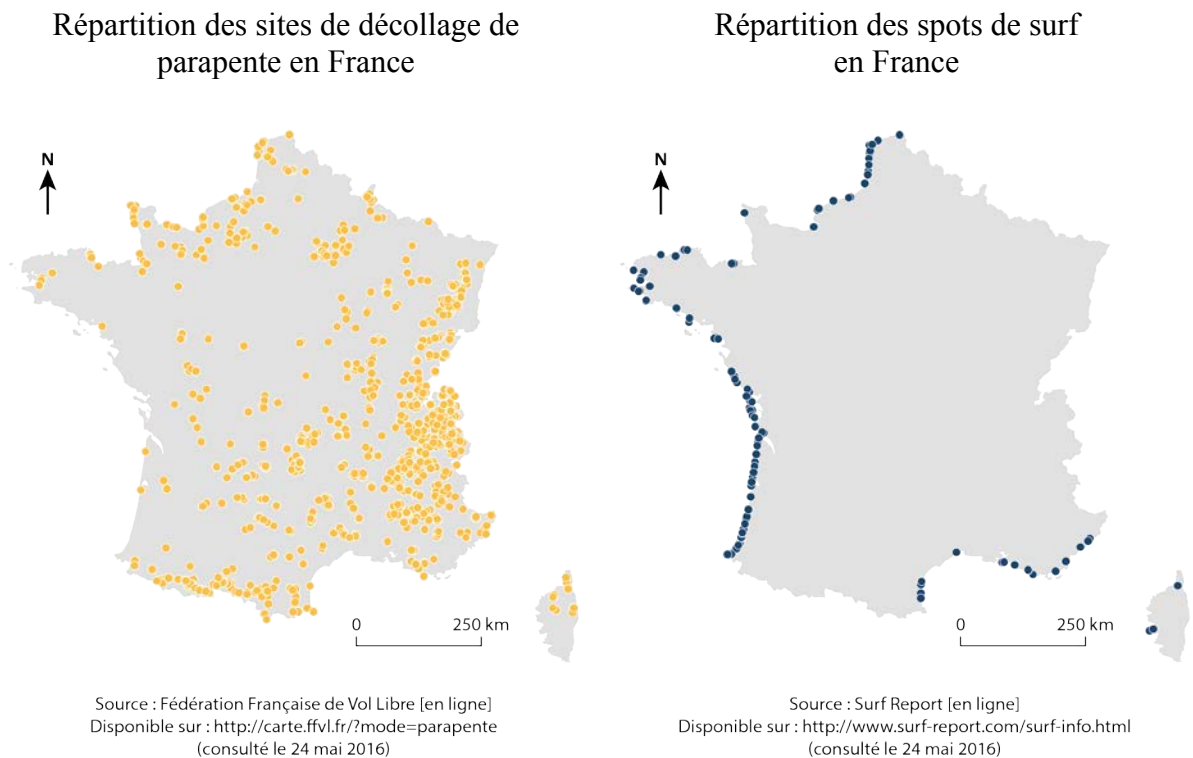 Répartition des sites de décollage de
parapente en France
N
0 250 km
Source : Fédération Française de Vol Libre [en ligne]
Disponible sur : http://carte.ffvl.fr/?mode=parapente
(consulté le 24 mai 2016)
Répartition des spots de surf
en France
N
0 250 km
Source : Surf Report [en ligne]
Disponible sur : http://www.surf-report.com/surf-info.html
(consulté le 24 mai 2016)